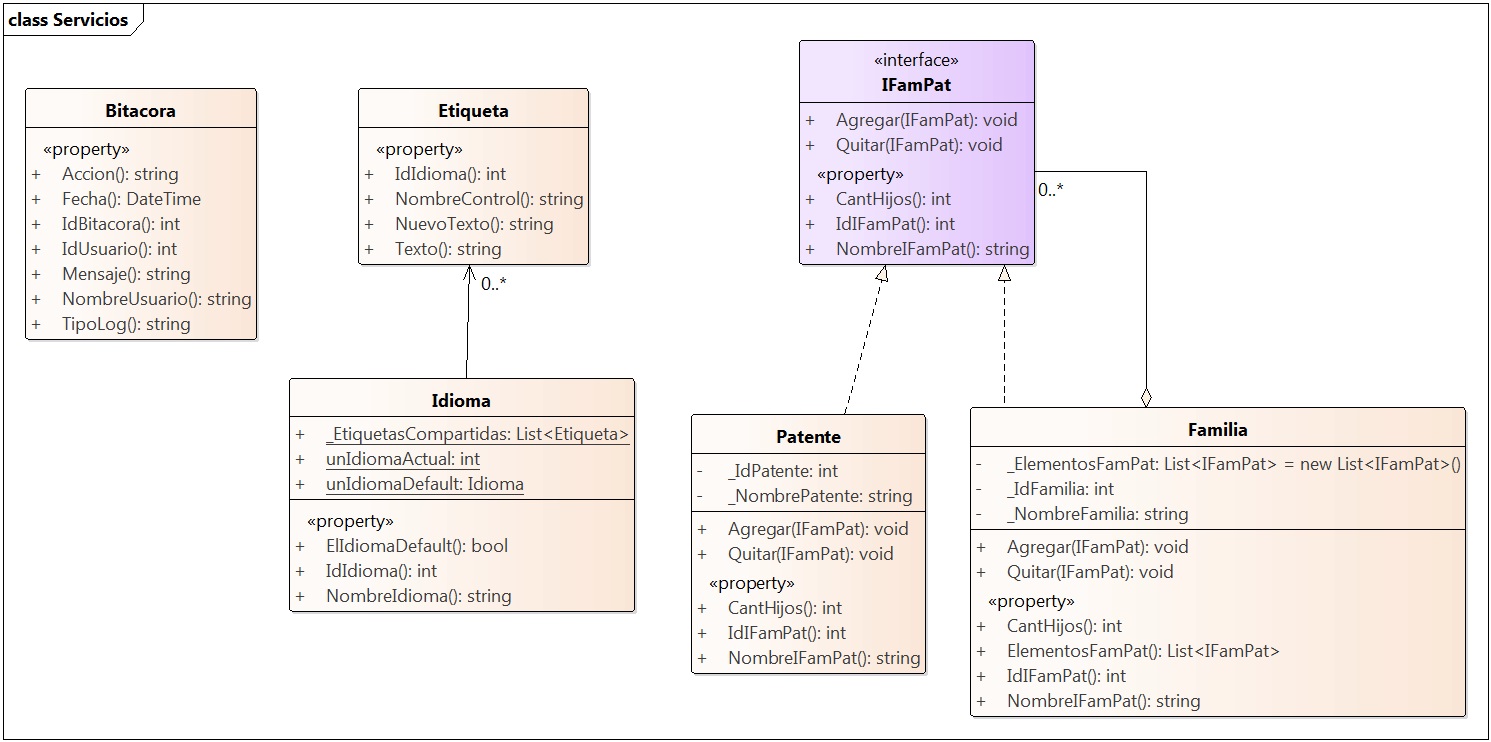 class Servicios
Bitacora
«property»
+ Accion(): string
+ Fecha(): DateTime
+ IdBitacora(): int
+ IdUsuario(): int
+ Mensaje(): string
+ NombreUsuario(): string
+ TipoLog(): string
Etiqueta
«property»
+ IdIdioma(): int
+ NombreControl(): string
+ NuevoTexto(): string
+ Texto(): string
0..*
Idioma
+ _EtiquetasCompartidas: List<Etiqueta>
+ unIdiomaActual: int
+ unIdiomaDefault: Idioma
«property»
+ ElIdiomaDefault(): bool
+ IdIdioma(): int
+ NombreIdioma(): string
«interface»
IFamPat
+ Agregar(IFamPat): void
+ Quitar(IFamPat): void
«property»
+ CantHijos(): int
+ IdIFamPat(): int
+ NombreIFamPat(): string
0..*
Patente
- _IdPatente: int
- _NombrePatente: string
+ Agregar(IFamPat): void
+ Quitar(IFamPat): void
«property»
+ CantHijos(): int
+ IdIFamPat(): int
+ NombreIFamPat(): string
Familia
- _ElementosFamPat: List<IFamPat> = new List<IFamPat>()
- _IdFamilia: int
- _NombreFamilia: string
+ Agregar(IFamPat): void
+ Quitar(IFamPat): void
«property»
+ CantHijos(): int
+ ElementosFamPat(): List<IFamPat>
+ IdIFamPat(): int
+ NombreIFamPat(): string